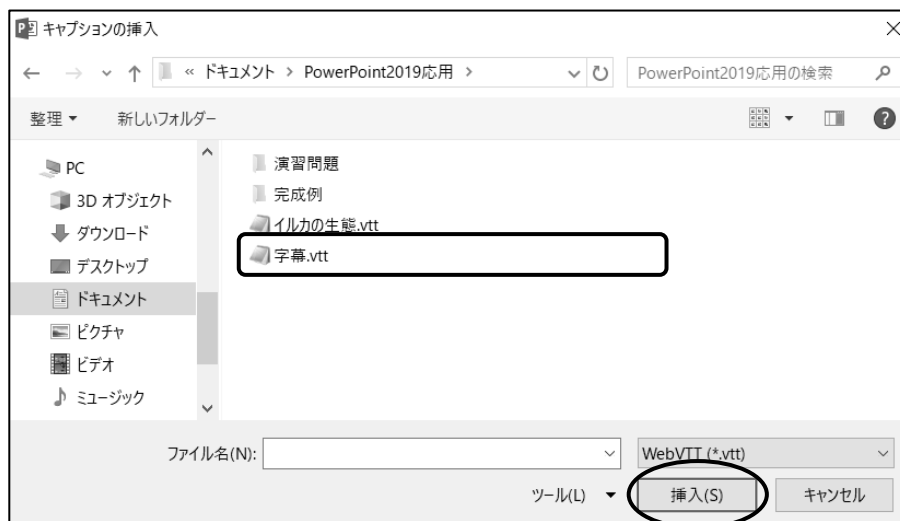 キャプションの挿入
« ドキュメント > PowerPoint2019応用 >
PowerPoint2019応用の検索
整理
新しいフォルダー
PC
3D オブジェクト
ダウンロード
デスクトップ
ドキュメント
ピクチャ
ビデオ
ミュージック
演習問題
完成例
イルカの生態.vtt
字幕.vtt
ファイル名(N):
WebVTT (*.vtt)
ツール(L)
挿入(S)
キャンセル